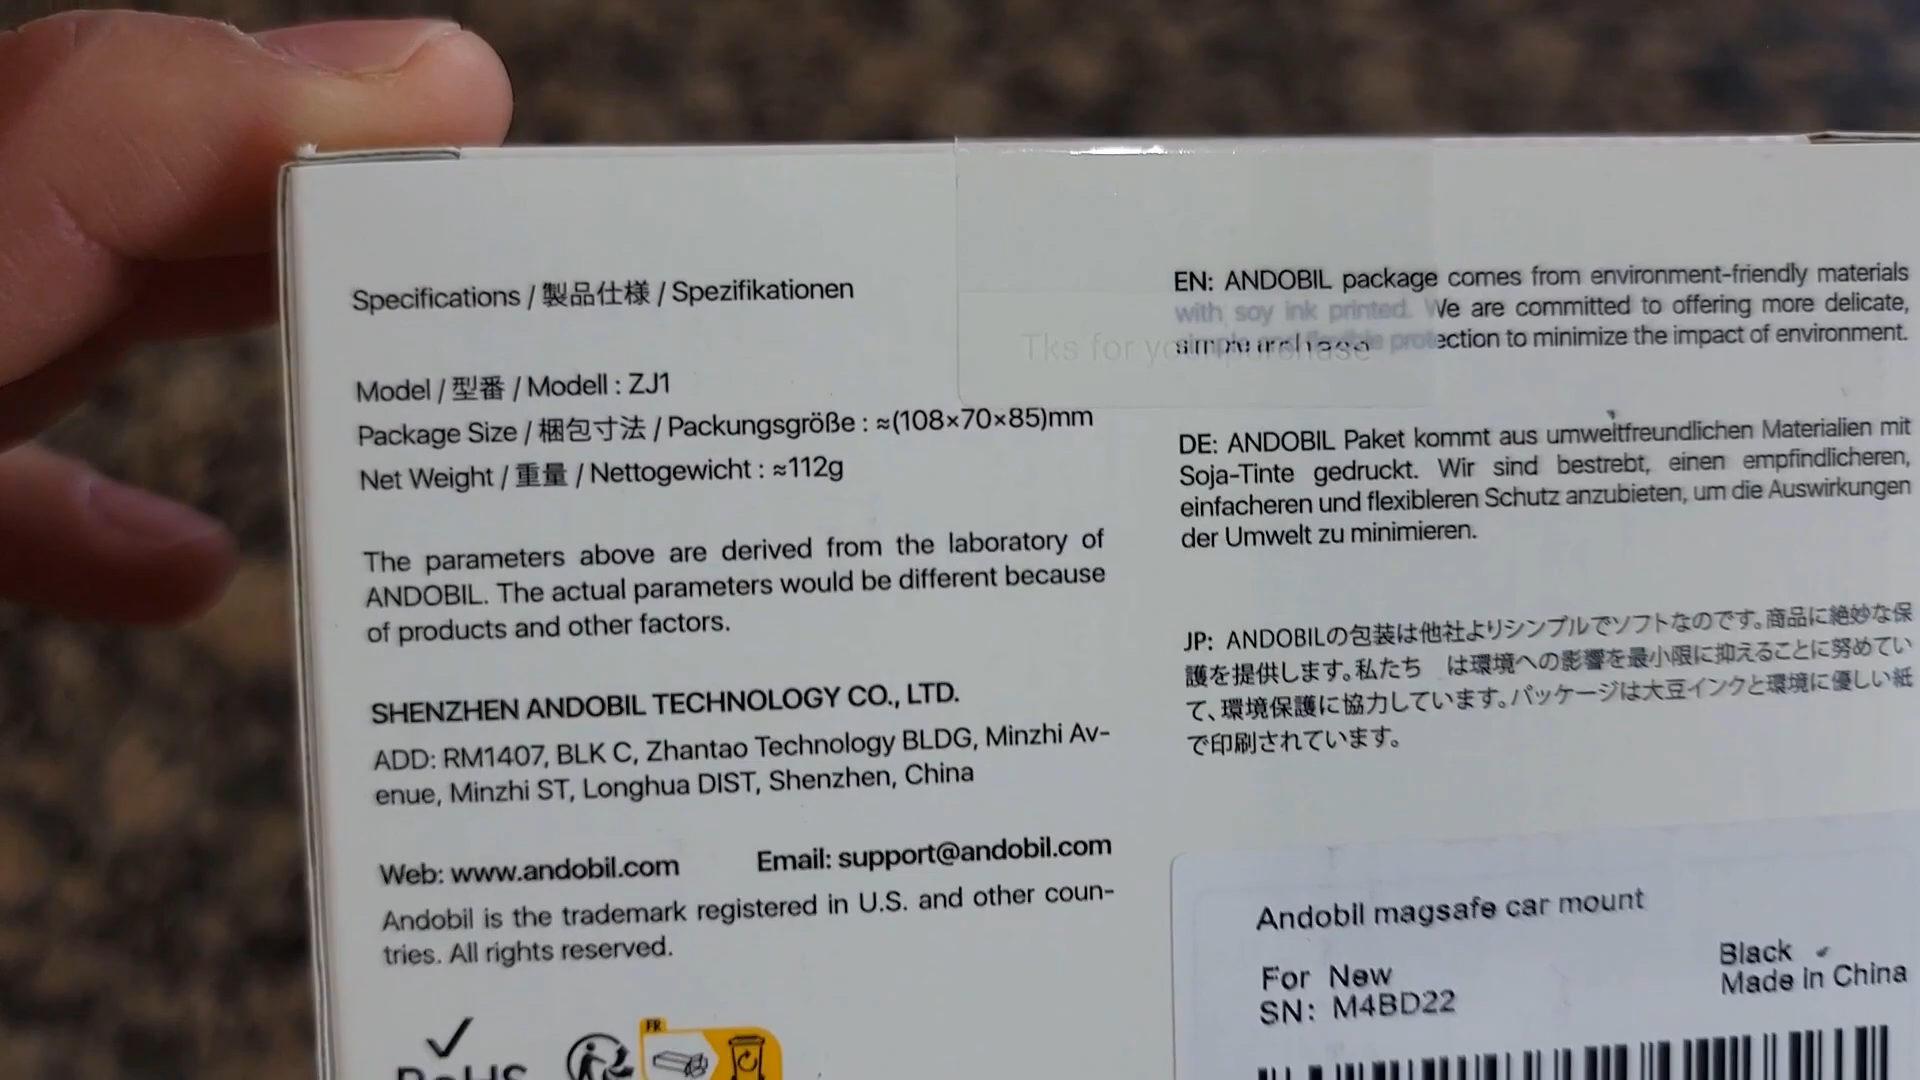 Specifications / 製品仕様 / Spezifikationen
Model / 型番 / Modell : ZJ1
Package Size / 梱包寸法 / Packungsgröße : ≈(108×70×85)mm
Net Weight / 重量 / Nettogewicht : ≈112g
The parameters above are derived from the laboratory of
ANDOBIL. The actual parameters would be different because
of products and other factors.
SHENZHEN ANDOBIL TECHNOLOGY CO., LTD.
ADD: RM1407, BLK C, Zhantao Technology BLDG, Minzhi Av-
enue, Minzhi ST, Longhua DIST, Shenzhen, China
Web: www.andobil.com Email: support@andobil.com
Andobil is the trademark registered in U.S. and other coun-
tries. All rights reserved.
RoHS
FR
Tks for your purchase
EN: ANDOBIL package comes from environment-friendly materials
with soy ink printed. We are committed to offering more delicate,
simple and flexible protection to minimize the impact of environment.
DE: ANDOBIL Paket kommt aus umweltfreundlichen Materialien mit
Soja-Tinte gedruckt. Wir sind bestrebt, einen empfindlicheren,
einfacheren und flexibleren Schutz anzubieten, um die Auswirkungen
der Umwelt zu minimieren.
JP: ANDOBILの包装は他社よりシンプルでソフトなのです。商品に絶妙な保
護を提供します。私たち は環境への影響を最小限に抑えることに努めてい
て、環境保護に協力しています。パッケージは大豆インクと環境に優しい紙
で印刷されています。
Andobil magsafe car mount
Black
For New
Made in China
SN: M4BD22